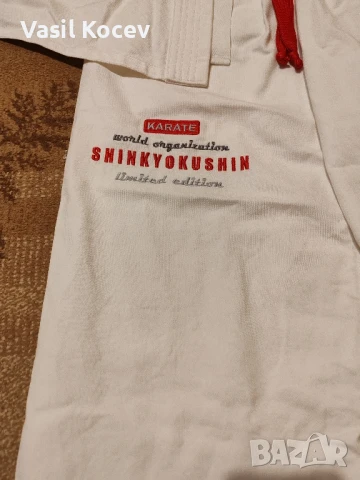 Vasil Kocev
KARATE
world organization
SHINKYOKUSHIN
limited edition
BAZAR